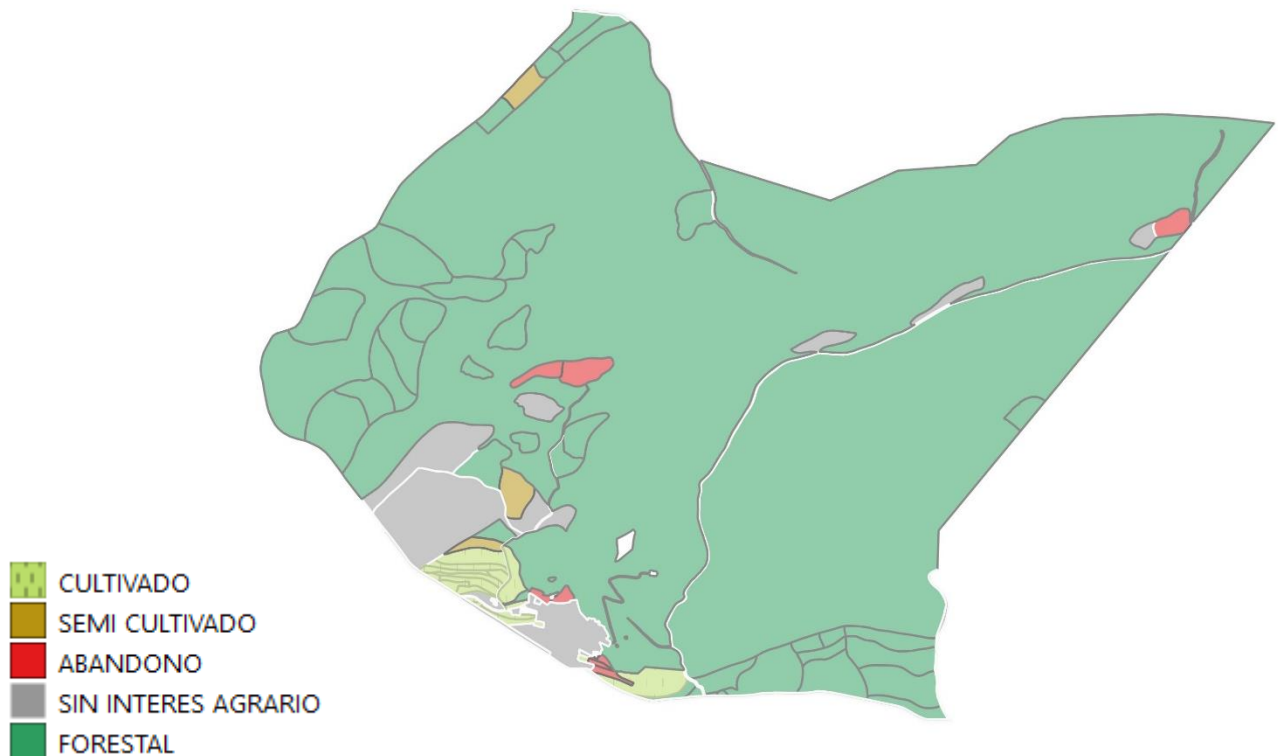 CULTIVADO
SEMI CULTIVADO
ABANDONO
SIN INTERES AGRARIO
FORESTAL